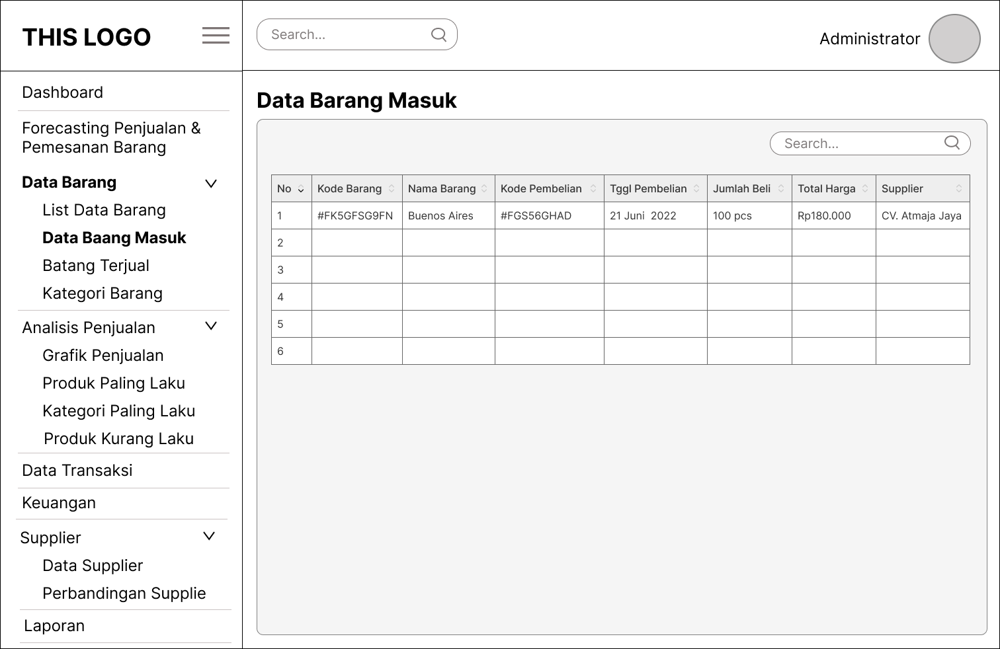 THIS LOGO
Search...
Administrator
Dashboard
Forecasting Penjualan &
Pemesanan Barang
Data Barang
List Data Barang
Data Baang Masuk
Batang Terjual
Kategori Barang
Analisis Penjualan
Grafik Penjualan
Produk Paling Laku
Kategori Paling Laku
Produk Kurang Laku
Data Transaksi
Keuangan
Supplier
Data Supplier
Perbandingan Supplie
Laporan
Data Barang Masuk
Search...
No Kode Barang Nama Barang Kode Pembelian Tggl Pembelian Jumlah Beli Total Harga Supplier
1 #FK5GFSG9FN Buenos Aires #FGS56GHAD 21 Juni 2022 100 pcs Rp180.000 CV. Atmaja Jaya
2
3
4
5
6